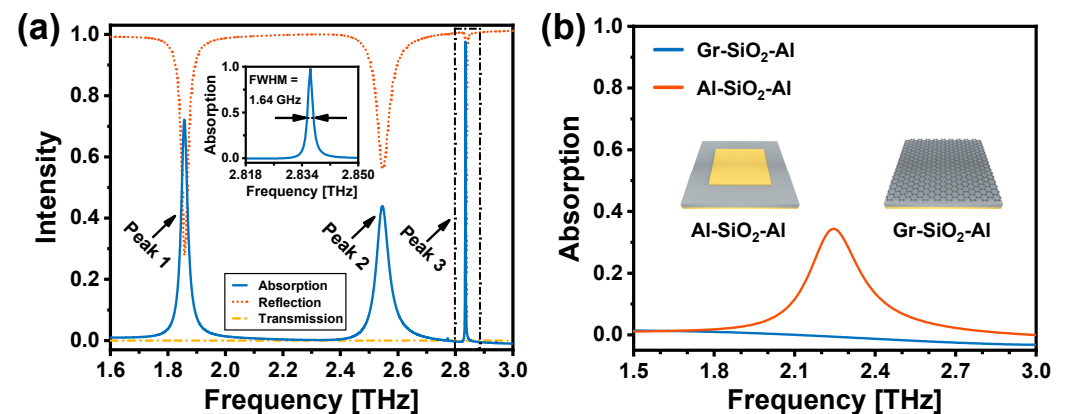 (a)
Intensity
1.0
0.8
0.6
0.4
0.2
0.0
1.6
1.8
2.0
2.2
2.4
2.6
2.8
3.0
Frequency [THz]
Peak 1
Peak 2
Peak 3
Absorption
Reflection
Transmission
Absorption
1.0
0.5
0.0
FWHM =
1.64 GHz
2.818
2.834
2.850
Frequency [THz]
(b)
Absorption
1.0
0.8
0.6
0.4
0.2
0.0
1.5
1.8
2.1
2.4
2.7
3.0
Frequency [THz]
Gr-SiO₂-Al
Al-SiO₂-Al
Al-SiO₂-Al
Gr-SiO₂-Al